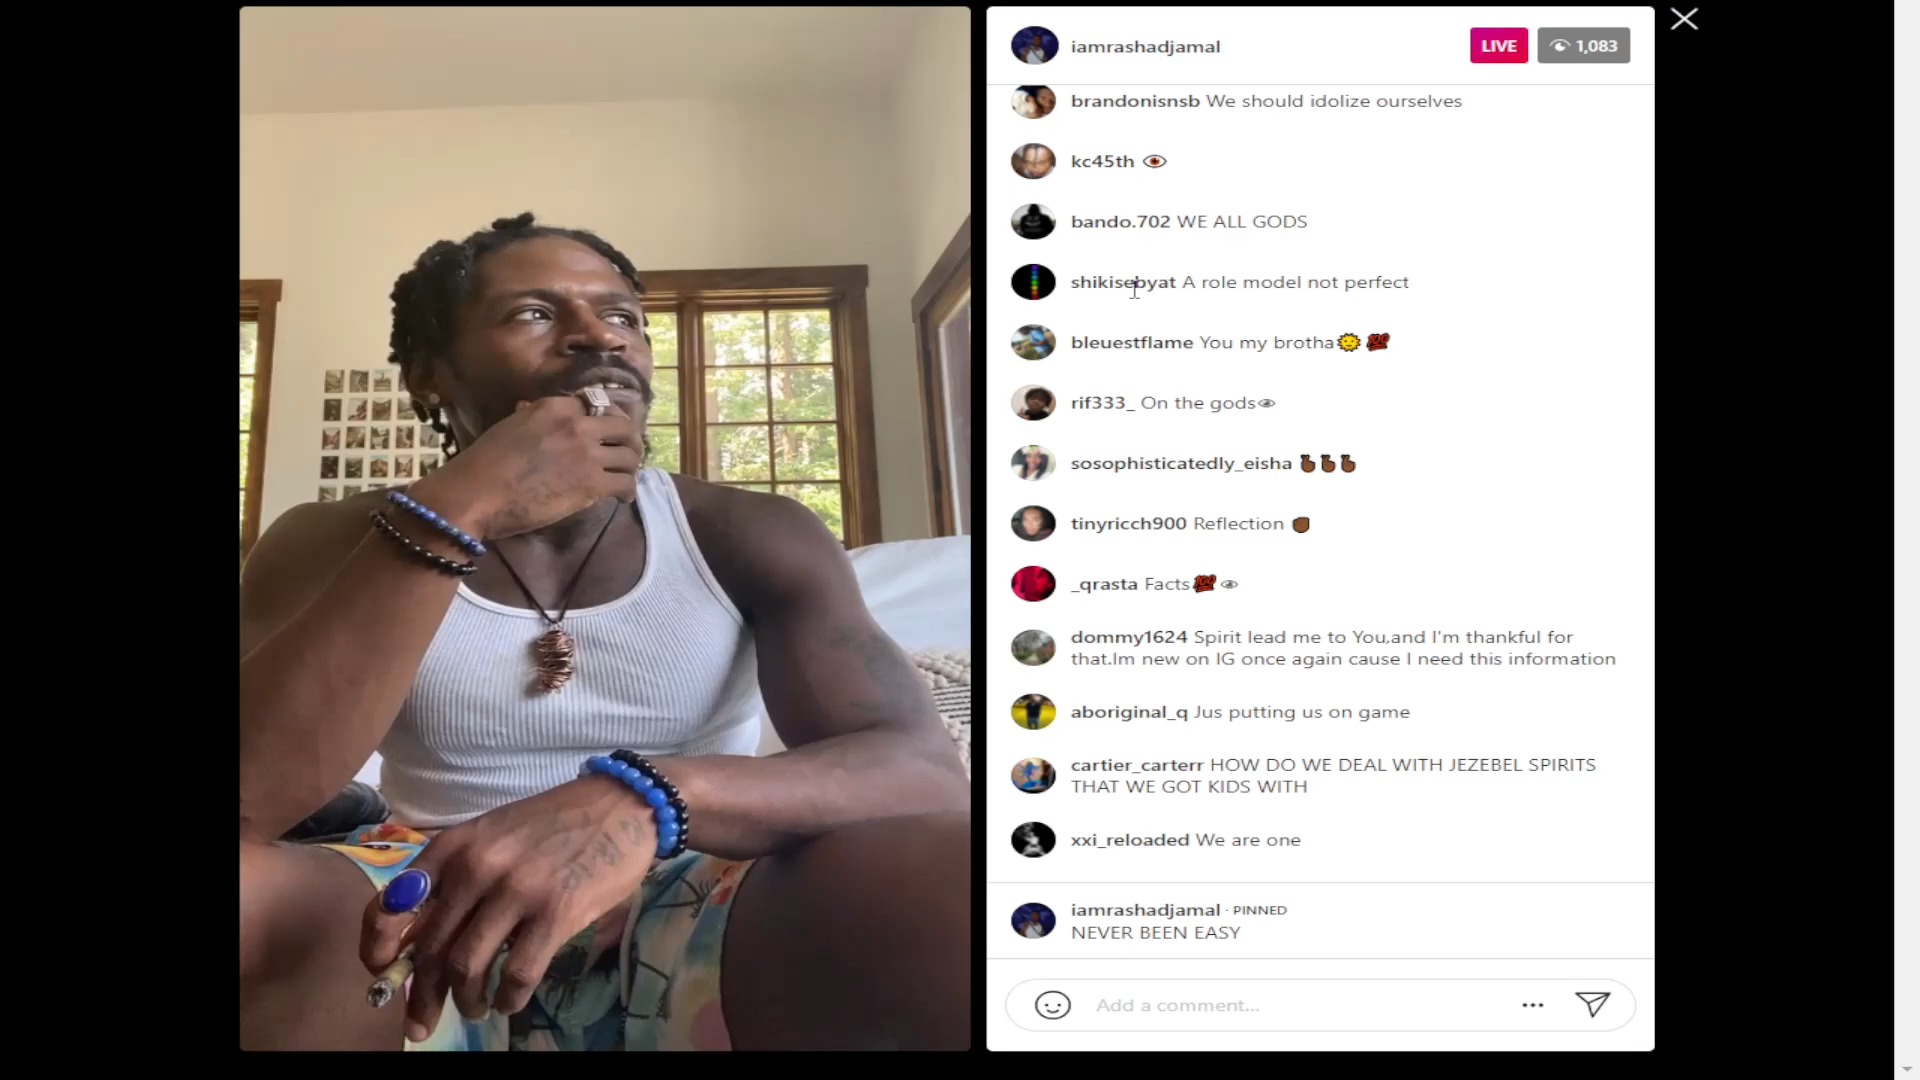 iamrashadjamal
LIVE
1,083
brandonisnsb We should idolize ourselves
kc45th
bando.702 WE ALL GODS
shikisebyat A role model not perfect
bleuestflame You my brotha
rif333_ On the gods
sosophisticatedly_eisha
tinyricch900 Reflection
_qrasta Facts💯
dommy1624 Spirit lead me to You,and I'm thankful for
that.Im new on IG once again cause I need this information
aboriginal_q Jus putting us on game
cartier_carterr HOW DO WE DEAL WITH JEZEBEL SPIRITS
THAT WE GOT KIDS WITH
xxi_reloaded We are one
iamrashadjamal · PINNED
NEVER BEEN EASY
Add a comment...